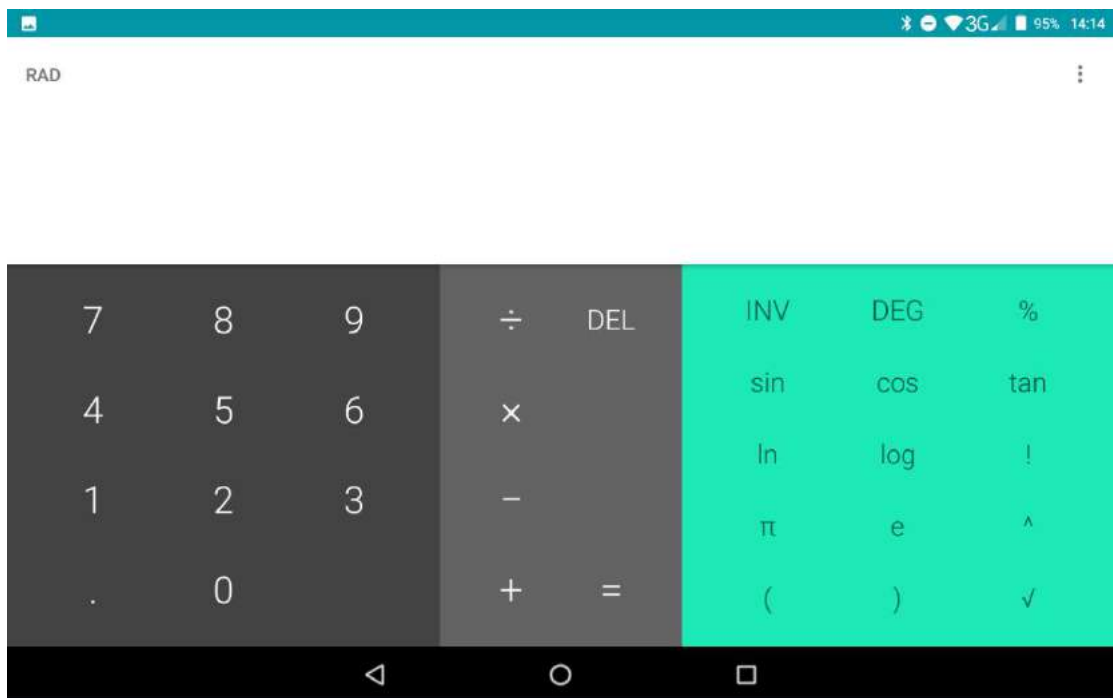 3G 95% 14:14
RAD
7 8 9 ÷ DEL INV DEG %
sin cos tan
4 5 6 ×
ln log !
1 2 3 −
π e ^
. 0 + = ( ) √